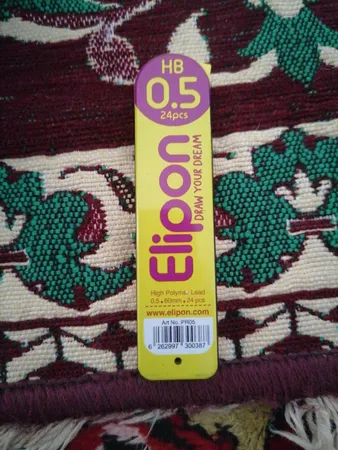 HB
0.5
24pcs
Elipon
DRAW YOUR DREAM
High Polyma. Lead
0.5 • 60mm • 24 pcs
www.elipon.com
Art No. PR05
6 262997 300387